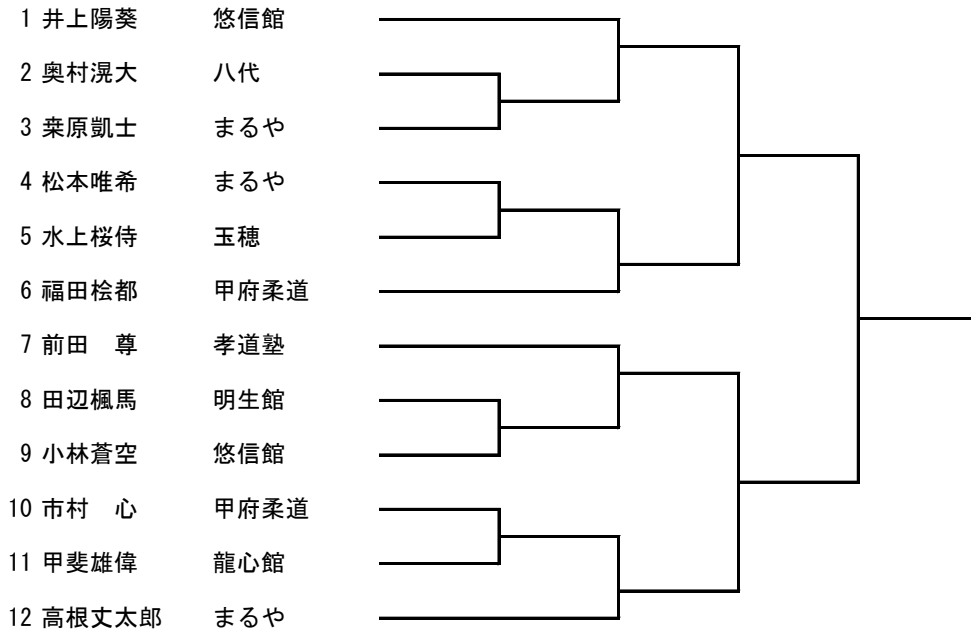 1 井上陽葵 悠信館
2 奥村滉大 八代
3 桒原凱士 まるや
4 松本唯希 まるや
5 水上桜侍 玉穂
6 福田桧都 甲府柔道
7 前田　尊 孝道塾
8 田辺楓馬 明生館
9 小林蒼空 悠信館
10 市村　心 甲府柔道
11 甲斐雄偉 龍心館
12 高根丈太郎 まるや